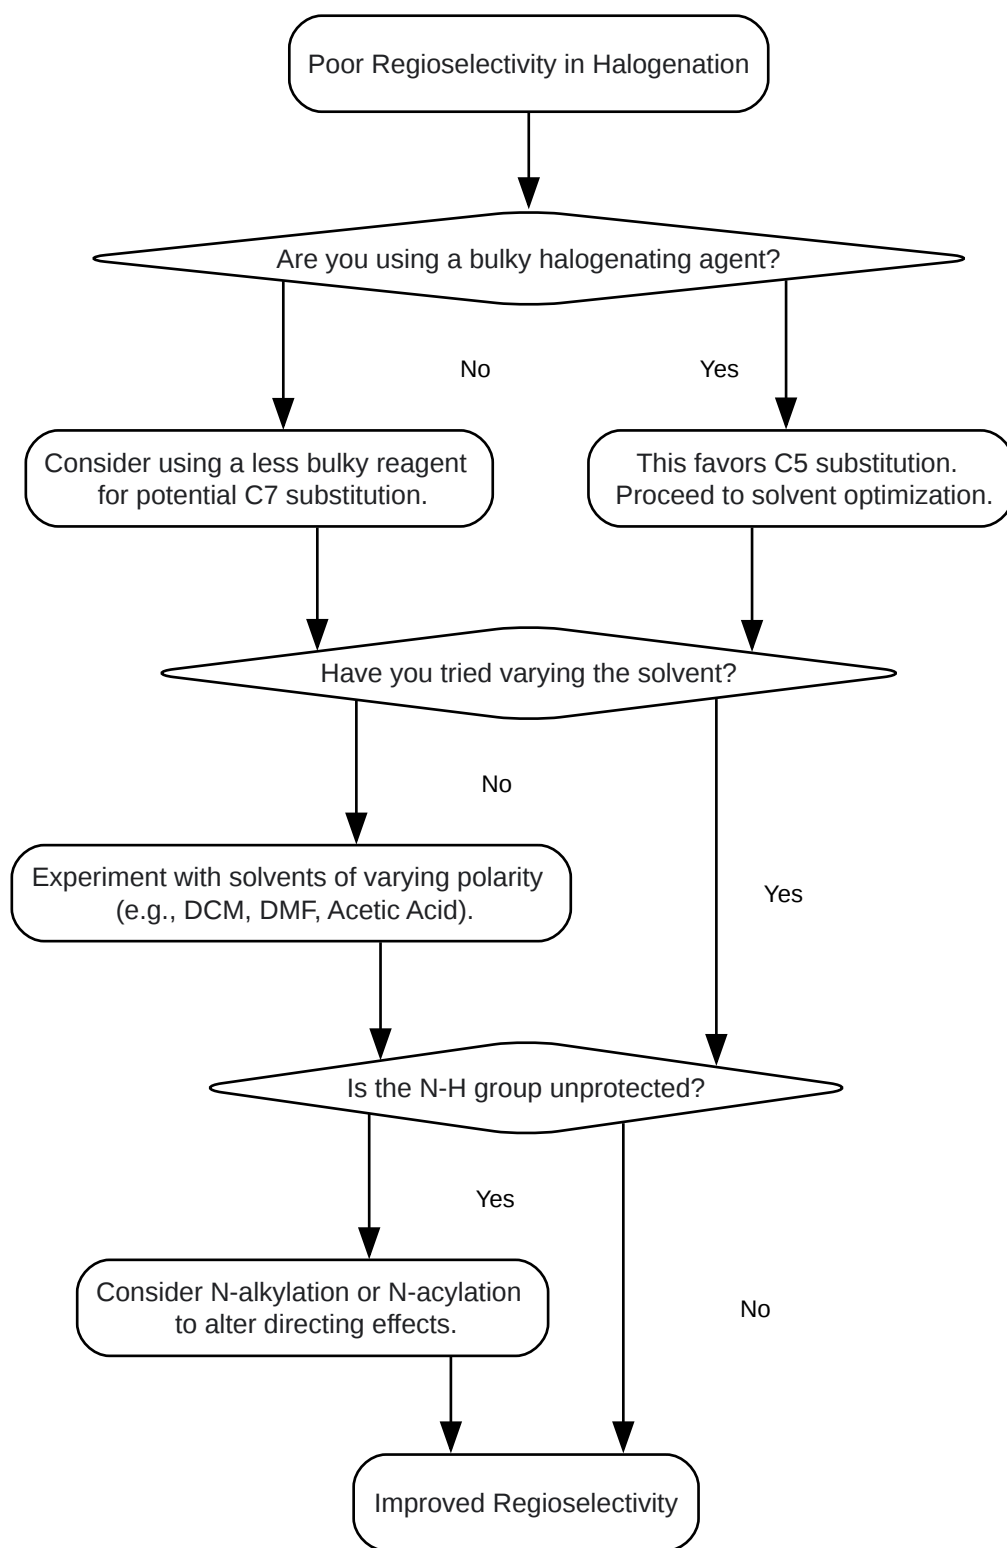 Poor Regioselectivity in Halogenation
Are you using a bulky halogenating agent?
No
Yes
Consider using a less bulky reagent
for potential C7 substitution.
This favors C5 substitution.
Proceed to solvent optimization.
Have you tried varying the solvent?
No
Experiment with solvents of varying polarity
(e.g., DCM, DMF, Acetic Acid).
Yes
Is the N-H group unprotected?
Yes
Consider N-alkylation or N-acylation
to alter directing effects.
No
Improved Regioselectivity